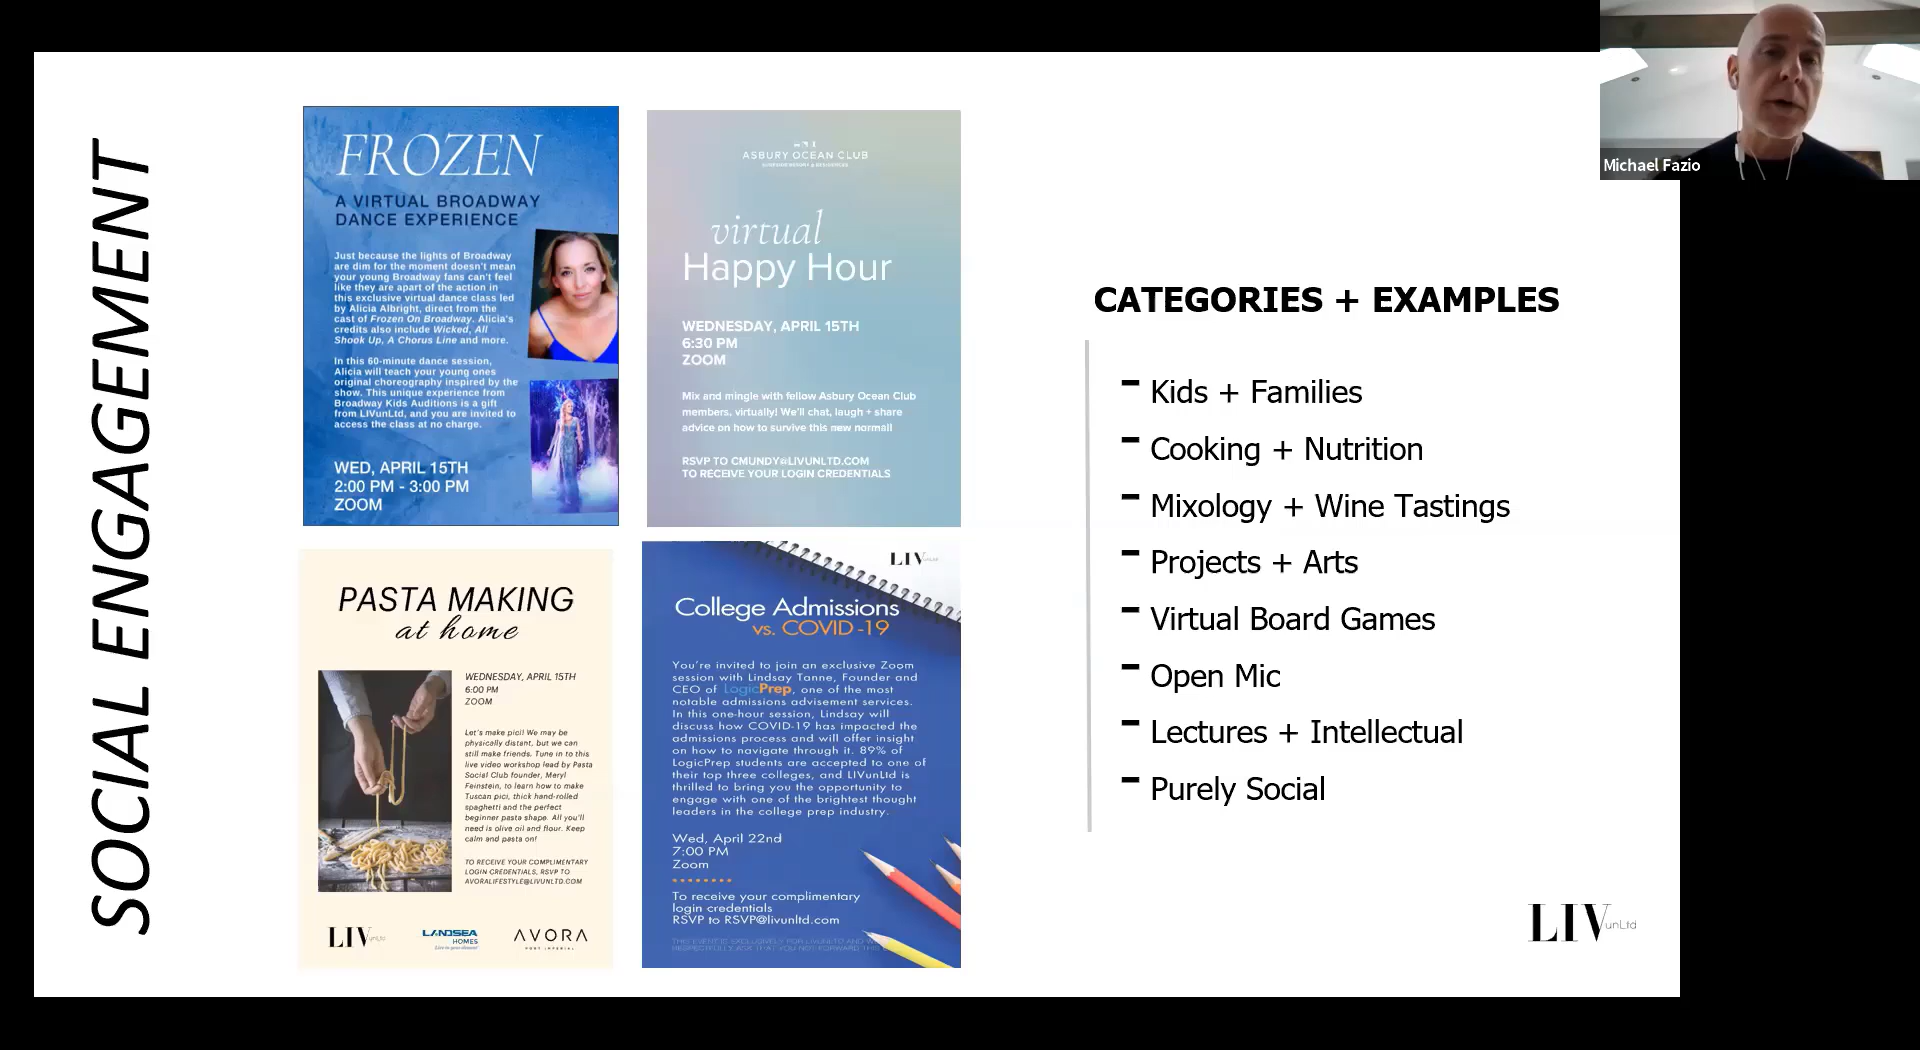 SOCIAL ENGAGEMENT
FROZEN
A VIRTUAL BROADWAY
DANCE EXPERIENCE
Just because the lights of Broadway
are dim for the moment doesn't mean
your young Broadway fans can't feel
like they are apart of the action in
this exclusive virtual dance class led
by Alicia Albright, direct from the
cast of Frozen On Broadway. Alicia's
credits also include Wicked, All
Shook Up, A Chorus Line and more.
In this 60-minute dance session,
Alicia will teach your young ones
original choreography inspired by the
show. This unique experience from
Broadway Kids Auditions is a gift
from LIVunLtd, and you are invited to
access the class at no charge.
WED, APRIL 15TH
2:00 PM - 3:00 PM
ZOOM
ASBURY OCEAN CLUB
virtual
Happy Hour
WEDNESDAY, APRIL 15TH
6:30 PM
ZOOM
Mix and mingle with fellow Asbury Ocean Club
members, virtually! We'll chat, laugh + share
advice on how to survive this new normal!
RSVP TO CMUNDY@LIVUNLTD.COM
TO RECEIVE YOUR LOGIN CREDENTIALS
PASTA MAKING
at home
WEDNESDAY, APRIL 15TH
6:00 PM
ZOOM
Let's make pici! We may be
physically distant, but we can
still make friends. Tune in to this
live video workshop lead by Pasta
Social Club founder, Meryl
Feinstein, to learn how to make
Tuscan pici, thick hand-rolled
spaghetti and the perfect
beginner pasta shape. All you'll
need is olive oil and flour. Keep
calm and pasta on!
TO RECEIVE YOUR COMPLIMENTARY
LOGIN CREDENTIALS, RSVP TO
AVORALIFESTYLE@LIVUNLTD.COM
LIVunLtd
LANDSEA
HOMES
AVORA
PORT IMPERIAL
LIVunLtd
College Admissions
vs. COVID -19
You're invited to join an exclusive Zoom
session with Lindsay Tanne, Founder and
CEO of LogicPrep, one of the most
notable admissions advisement services.
In this one-hour session, Lindsay will
discuss how COVID-19 has impacted the
admissions process and will offer insight
on how to navigate through it. 89% of
LogicPrep students are accepted to one of
their top three colleges, and LIVunLtd is
thrilled to bring you the opportunity to
engage with one of the brightest thought
leaders in the college prep industry.
Wed, April 22nd
7:00 PM
Zoom
To receive your complimentary
login credentials
RSVP to RSVP@livunltd.com
CATEGORIES + EXAMPLES
- Kids + Families
- Cooking + Nutrition
- Mixology + Wine Tastings
- Projects + Arts
- Virtual Board Games
- Open Mic
- Lectures + Intellectual
- Purely Social
LIVunLtd
Michael Fazio